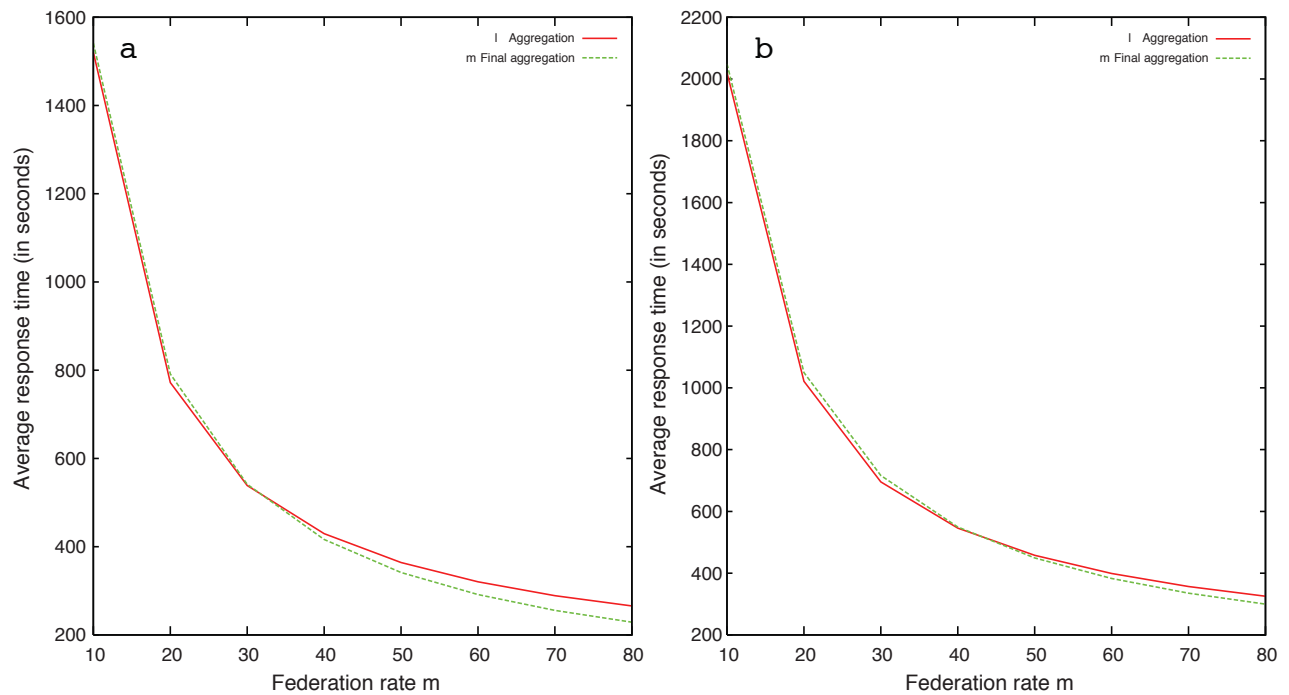 a
l Aggregation
m Final aggregation
1600
1400
1200
1000
800
600
400
200
Average response time (in seconds)
10 20 30 40 50 60 70 80
Federation rate m
b
l Aggregation
m Final aggregation
2200
2000
1800
1600
1400
1200
1000
800
600
400
200
Average response time (in seconds)
10 20 30 40 50 60 70 80
Federation rate m